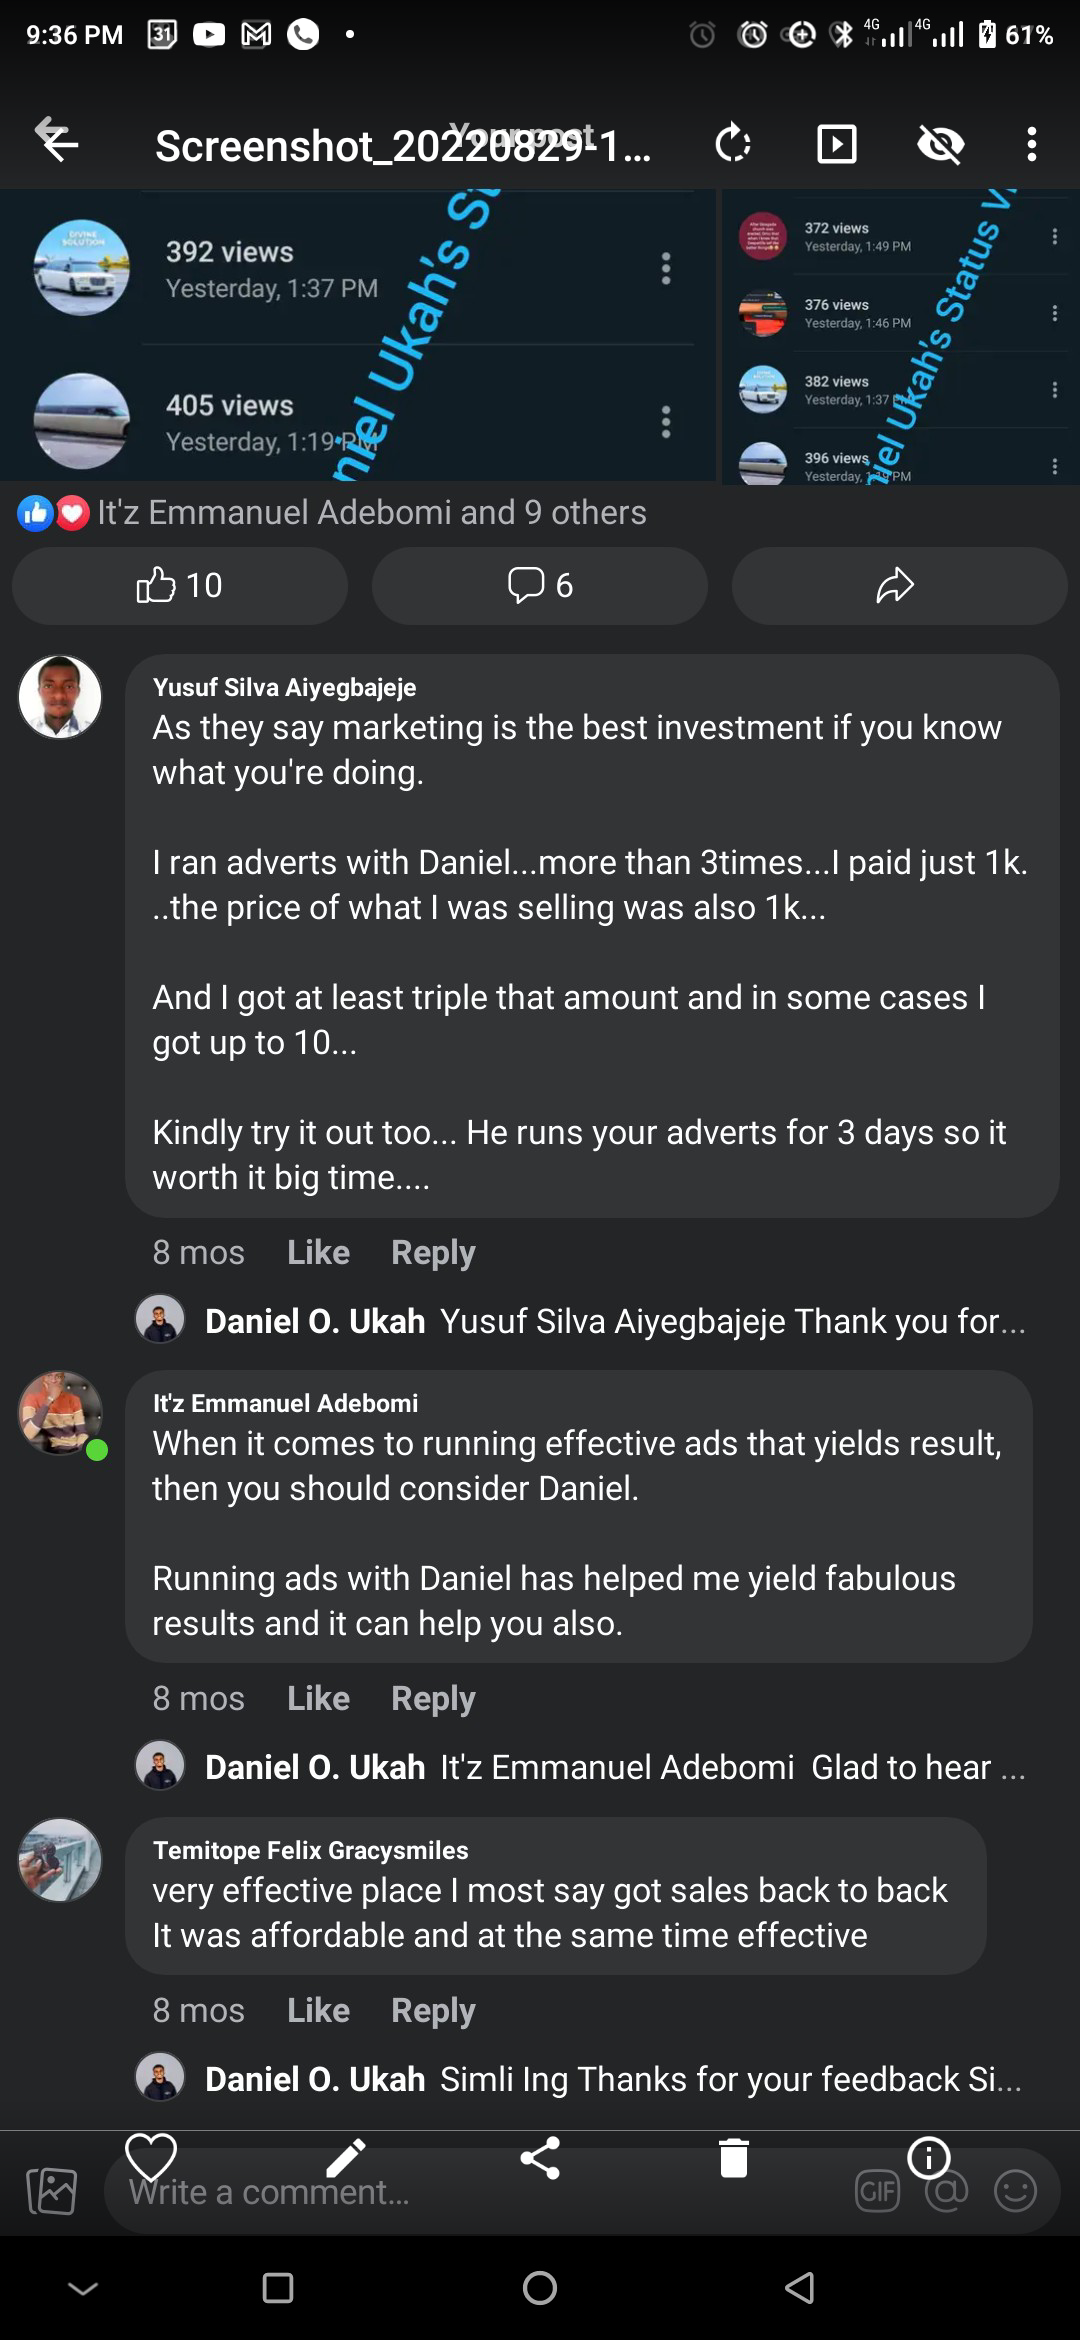 9:36 PM 31 4G 4G 61%
Your post
Screenshot_20220829-1...
DIVINE
SOLUTION
392 views
Yesterday, 1:37 PM
405 views
Yesterday, 1:19 PM
niel Ukah's St
372 views
Yesterday, 1:49 PM
376 views
Yesterday, 1:46 PM
382 views
Yesterday, 1:37 PM
396 views
Yesterday, 1:19 PM
niel Ukah's Status Vi
It'z Emmanuel Adebomi and 9 others
10 6
Yusuf Silva Aiyegbajeje
As they say marketing is the best investment if you know
what you're doing.
I ran adverts with Daniel...more than 3times...I paid just 1k.
..the price of what I was selling was also 1k...
And I got at least triple that amount and in some cases I
got up to 10...
Kindly try it out too... He runs your adverts for 3 days so it
worth it big time....
8 mos Like Reply
Daniel O. Ukah Yusuf Silva Aiyegbajeje Thank you for...
It'z Emmanuel Adebomi
When it comes to running effective ads that yields result,
then you should consider Daniel.
Running ads with Daniel has helped me yield fabulous
results and it can help you also.
8 mos Like Reply
Daniel O. Ukah It'z Emmanuel Adebomi Glad to hear ...
Temitope Felix Gracysmiles
very effective place I most say got sales back to back
It was affordable and at the same time effective
8 mos Like Reply
Daniel O. Ukah Simli Ing Thanks for your feedback Si...
Write a comment...
GIF @